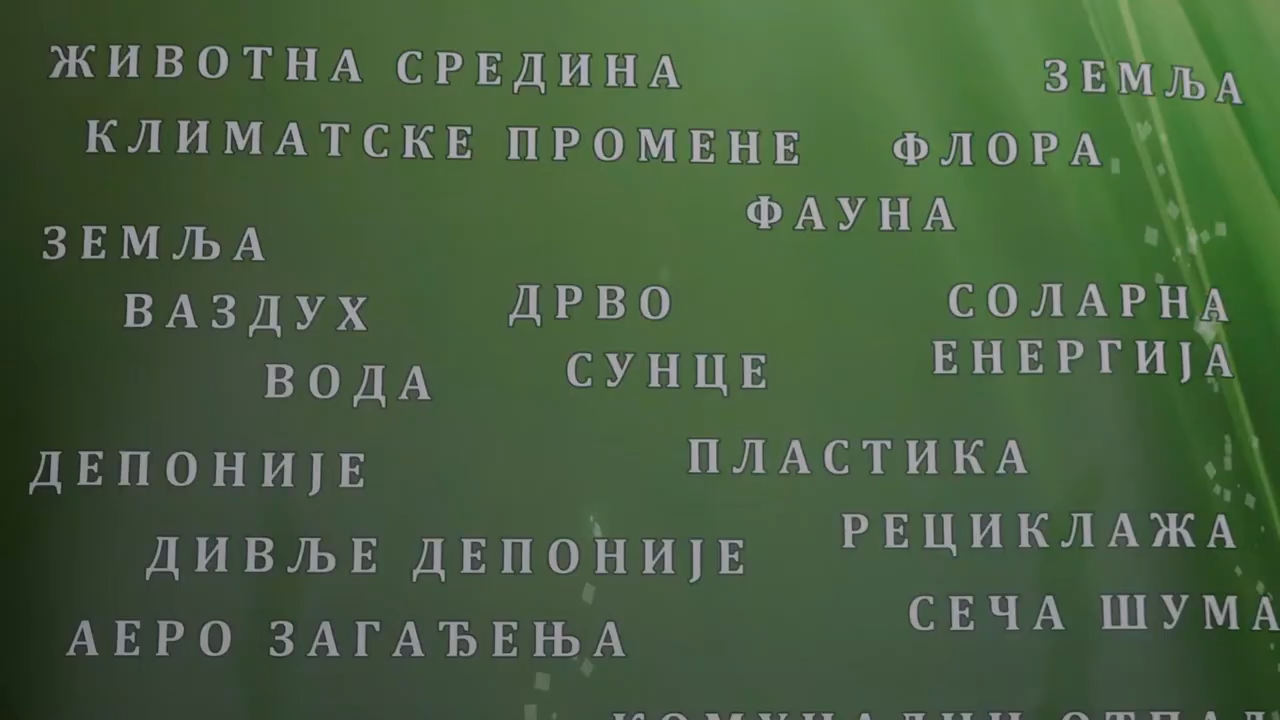 ЖИВОТНА СРЕДИНА
ЗЕМЉА
КЛИМАТСКЕ ПРОМЕНЕ
ФЛОРА
ФАУНА
ЗЕМЉА
ВАЗДУХ
ДРВО
СОЛАРНА
ЕНЕРГИЈА
ВОДА
СУНЦЕ
ДЕПОНИЈЕ
ПЛАСТИКА
РЕЦИКЛАЖА
ДИВЉЕ ДЕПОНИЈЕ
СЕЧА ШУМА
АЕРО ЗАГАЂЕЊА